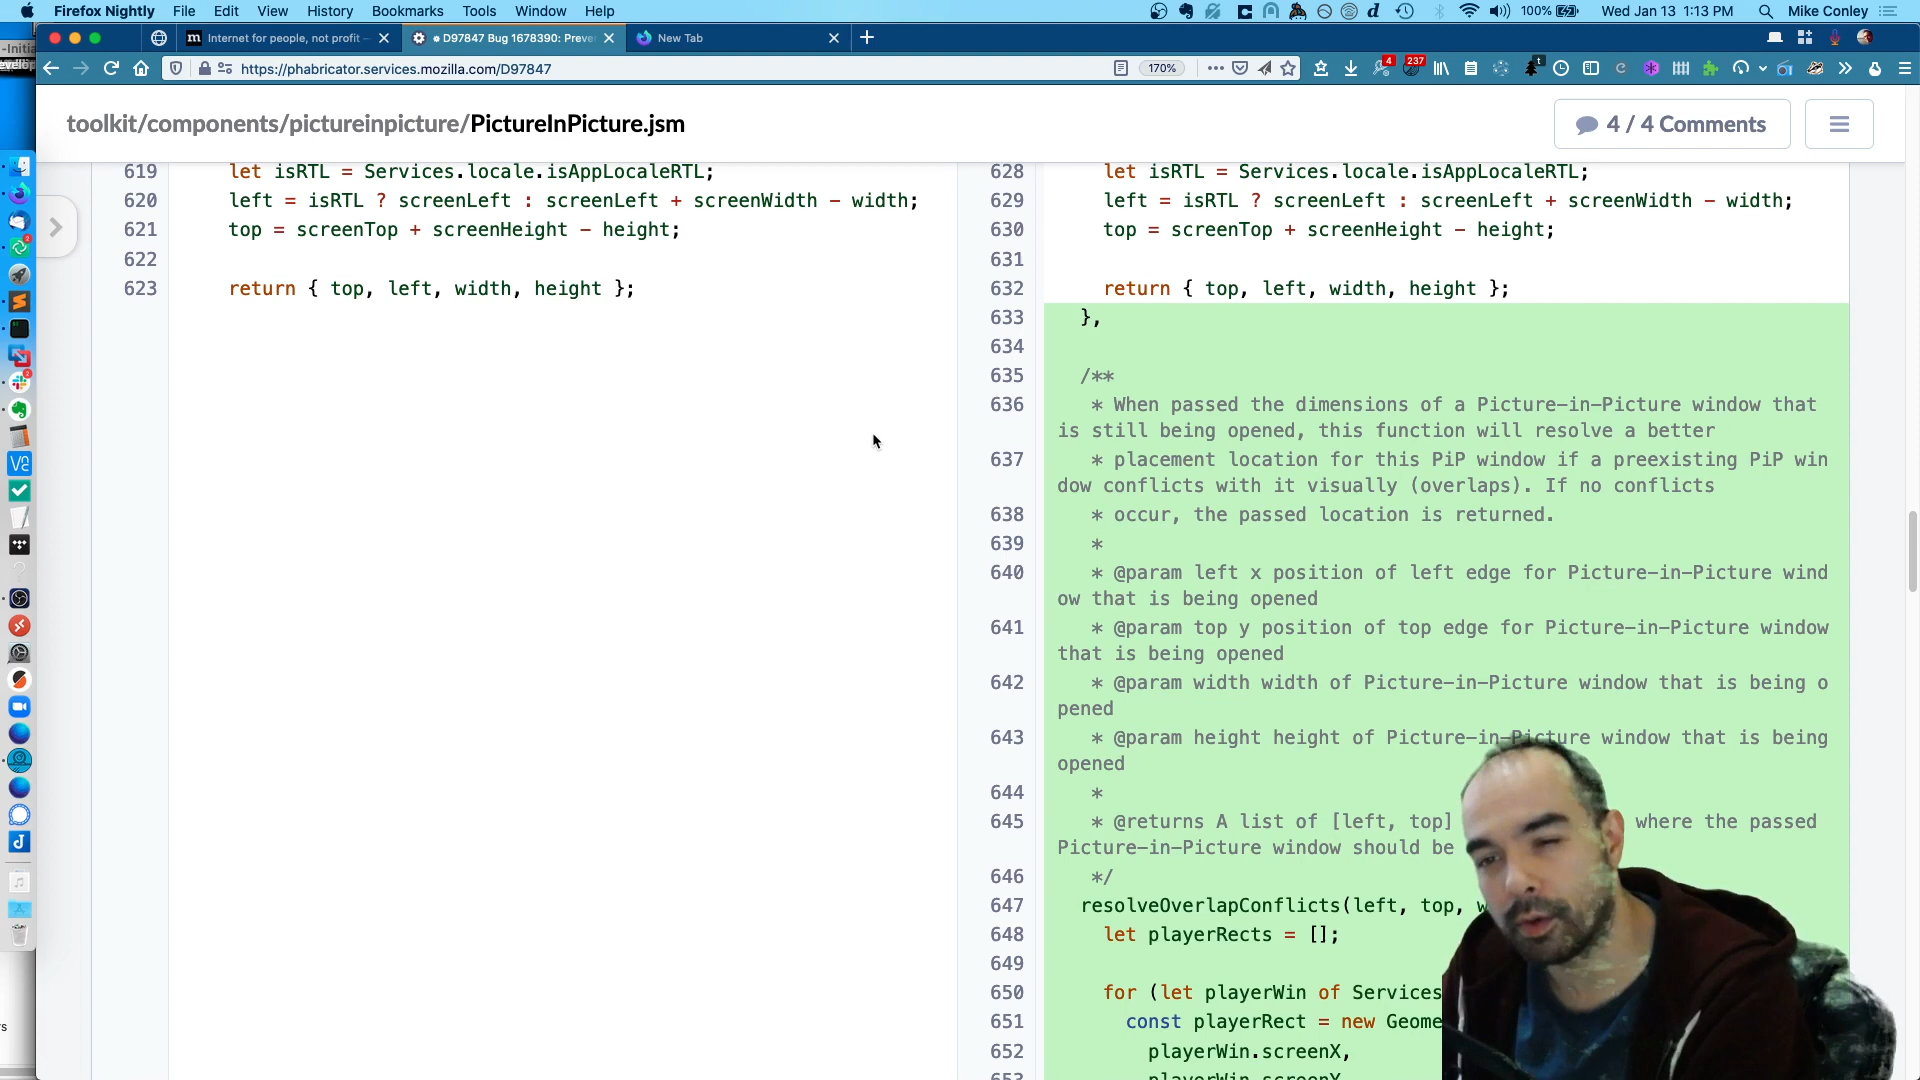 Firefox Nightly File Edit View History Bookmarks Tools Window Help
100% Wed Jan 13 1:13 PM Mike Conley
Internet for people, not profit –
D97847 Bug 1678390: Preve
New Tab
https://phabricator.services.mozilla.com/D97847
170%
4
237
toolkit/components/pictureinpicture/PictureInPicture.jsm
4 / 4 Comments
619 let isRTL = Services.locale.isAppLocaleRTL;
620 left = isRTL ? screenLeft : screenLeft + screenWidth - width;
621 top = screenTop + screenHeight - height;
622
623 return { top, left, width, height };
628 let isRTL = Services.locale.isAppLocaleRTL;
629 left = isRTL ? screenLeft : screenLeft + screenWidth - width;
630 top = screenTop + screenHeight - height;
631
632 return { top, left, width, height };
633 },
634
635 /**
636 * When passed the dimensions of a Picture-in-Picture window that
is still being opened, this function will resolve a better
637 * placement location for this PiP window if a preexisting PiP win
dow conflicts with it visually (overlaps). If no conflicts
638 * occur, the passed location is returned.
639 *
640 * @param left x position of left edge for Picture-in-Picture wind
ow that is being opened
641 * @param top y position of top edge for Picture-in-Picture window
that is being opened
642 * @param width width of Picture-in-Picture window that is being o
pened
643 * @param height height of Picture-in-Picture window that is being
opened
644 *
645 * @returns A list of [left, top] where the passed
Picture-in-Picture window should be
646 */
647 resolveOverlapConflicts(left, top,
648 let playerRects = [];
649
650 for (let playerWin of Services
651 const playerRect = new Geome
652 playerWin.screenX,
653 playerWin.screenY